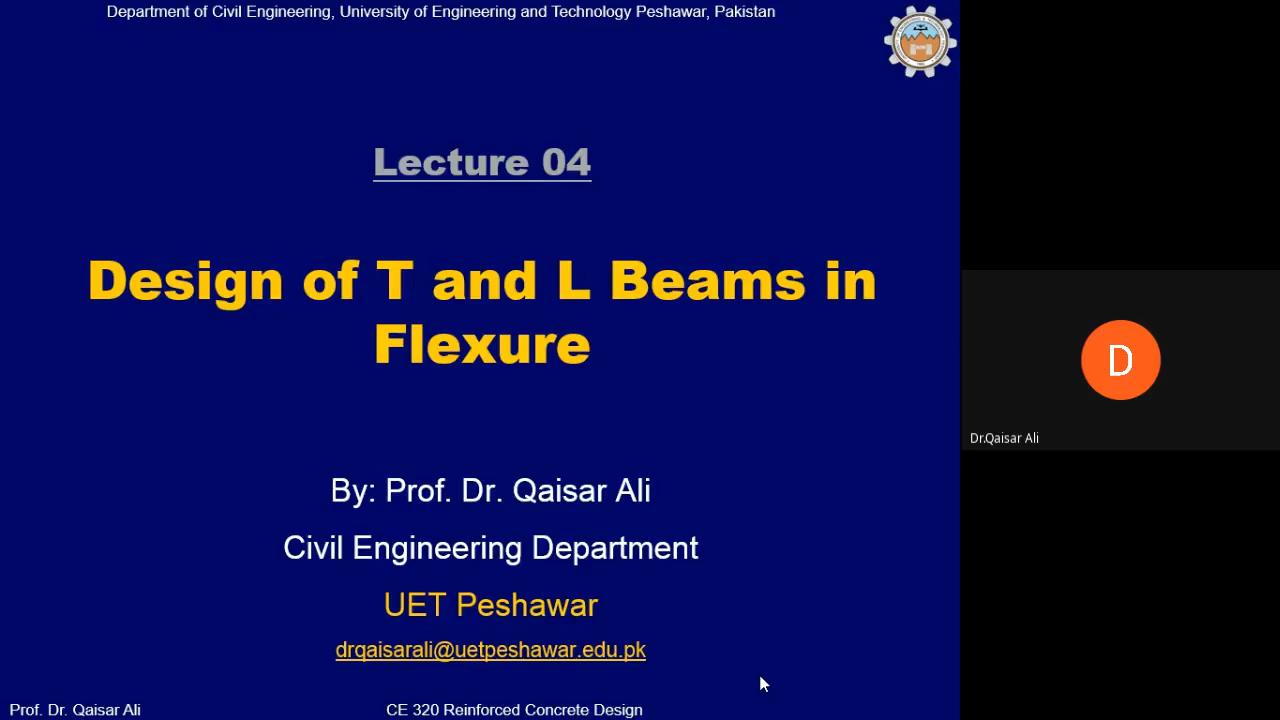 Department of Civil Engineering, University of Engineering and Technology Peshawar, Pakistan
Lecture 04
Design of T and L Beams in
Flexure
By: Prof. Dr. Qaisar Ali
Civil Engineering Department
UET Peshawar
drqaisarali@uetpeshawar.edu.pk
Prof. Dr. Qaisar Ali
CE 320 Reinforced Concrete Design
D
Dr.Qaisar Ali